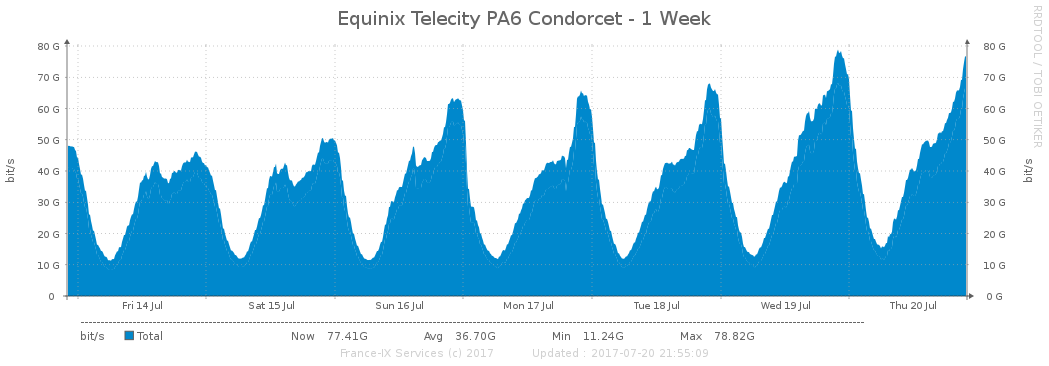 Equinix Telecity PA6 Condorcet - 1 Week
RRDTOOL / TOBI OETIKER
bit/s
80 G
70 G
60 G
50 G
40 G
30 G
20 G
10 G
0
80 G
70 G
60 G
50 G
40 G
30 G
20 G
10 G
0 G
bit/s
Fri 14 Jul Sat 15 Jul Sun 16 Jul Mon 17 Jul Tue 18 Jul Wed 19 Jul Thu 20 Jul
bit/s Total Now 77.41G Avg 36.70G Min 11.24G Max 78.82G
France-IX Services (c) 2017 Updated : 2017-07-20 21:55:09